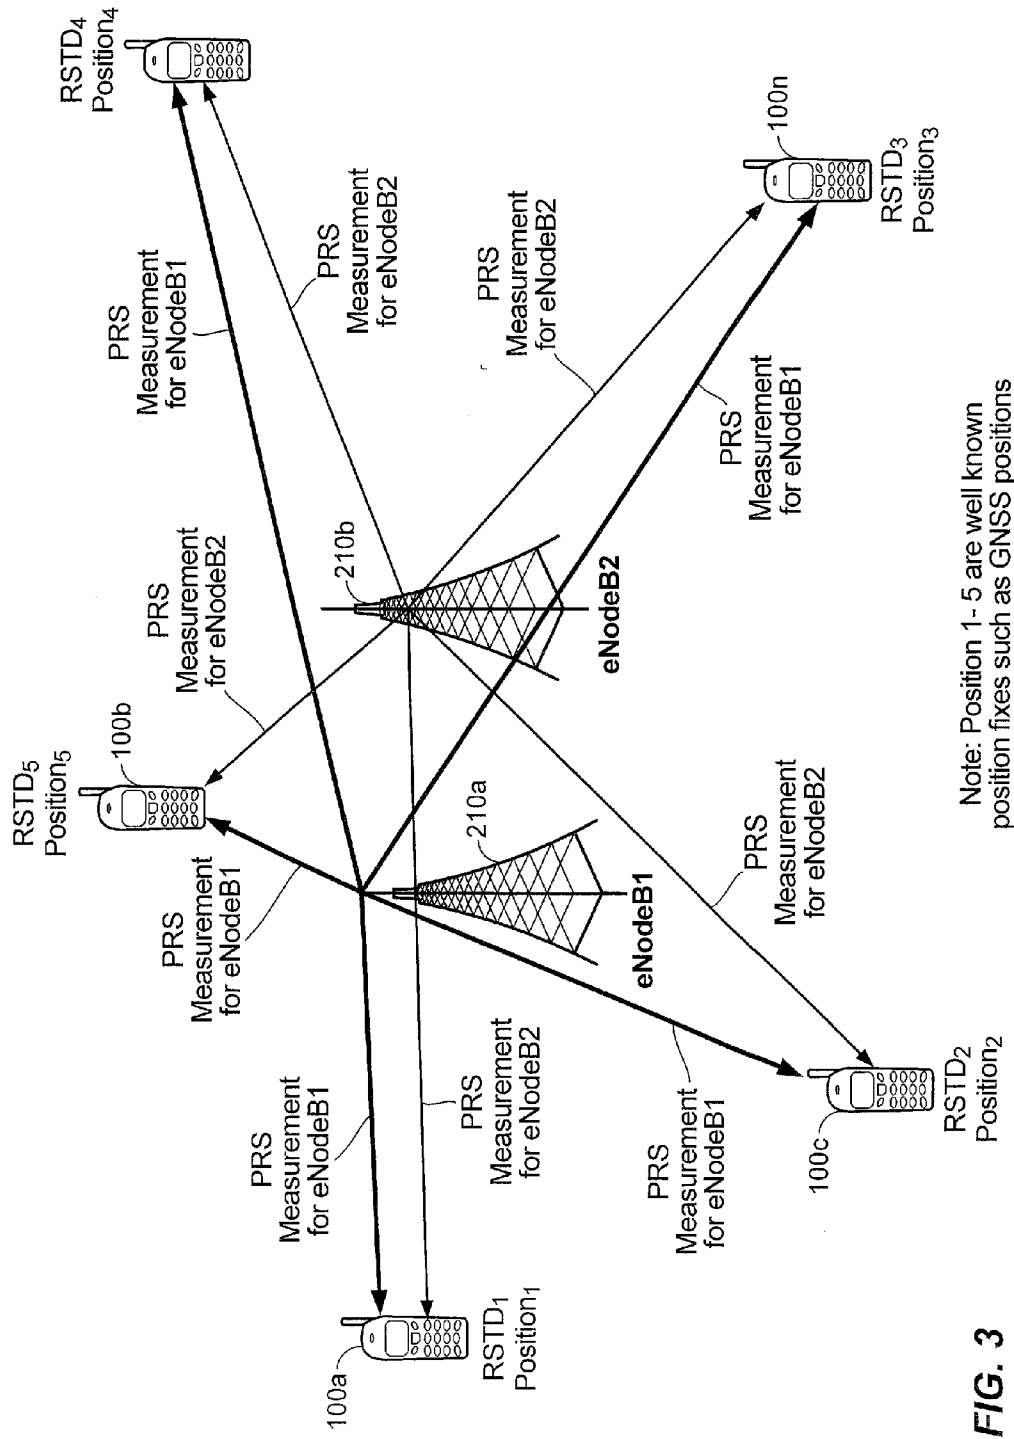 RSTD4
Position4
PRS
Measurement
for eNodeB1
PRS
Measurement
for eNodeB2
100n
RSTD3
Position3
PRS
Measurement
for eNodeB2
PRS
Measurement
for eNodeB1
RSTD5
Position5
100b
PRS
Measurement
for eNodeB2
210b
eNodeB2
PRS
Measurement
for eNodeB1
210a
eNodeB1
PRS
Measurement
for eNodeB2
PRS
Measurement
for eNodeB1
PRS
Measurement
for eNodeB2
PRS
Measurement
for eNodeB1
100a
RSTD1
Position1
100c
RSTD2
Position2
Note: Position 1- 5 are well known
position fixes such as GNSS positions
FIG. 3